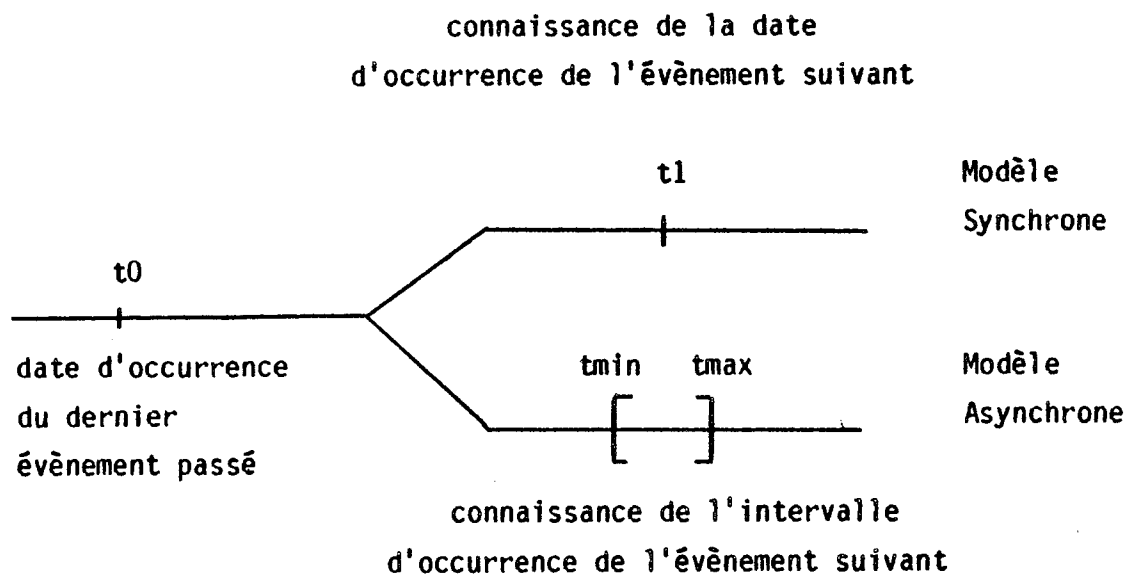 connaissance de la date
d'occurrence de l'évènement suivant
t1
Modèle
Synchrone
t0
date d'occurrence
du dernier
évènement passé
tmin
tmax
Modèle
Asynchrone
connaissance de l'intervalle
d'occurrence de l'évènement suivant